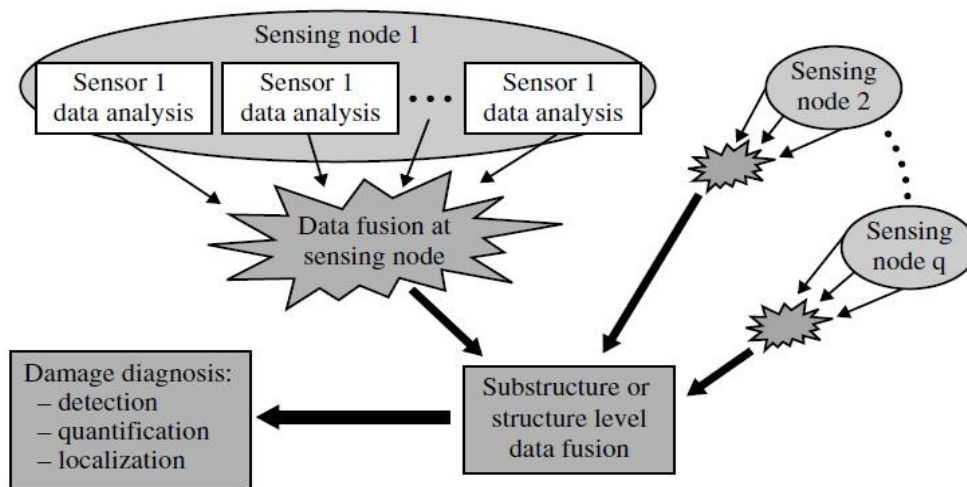 Sensing node 1
Sensor 1
data analysis
Sensor 1
data analysis
Sensor 1
data analysis
Sensing
node 2
Data fusion at
sensing node
Sensing
node q
Damage diagnosis:
– detection
– quantification
– localization
Substructure or
structure level
data fusion